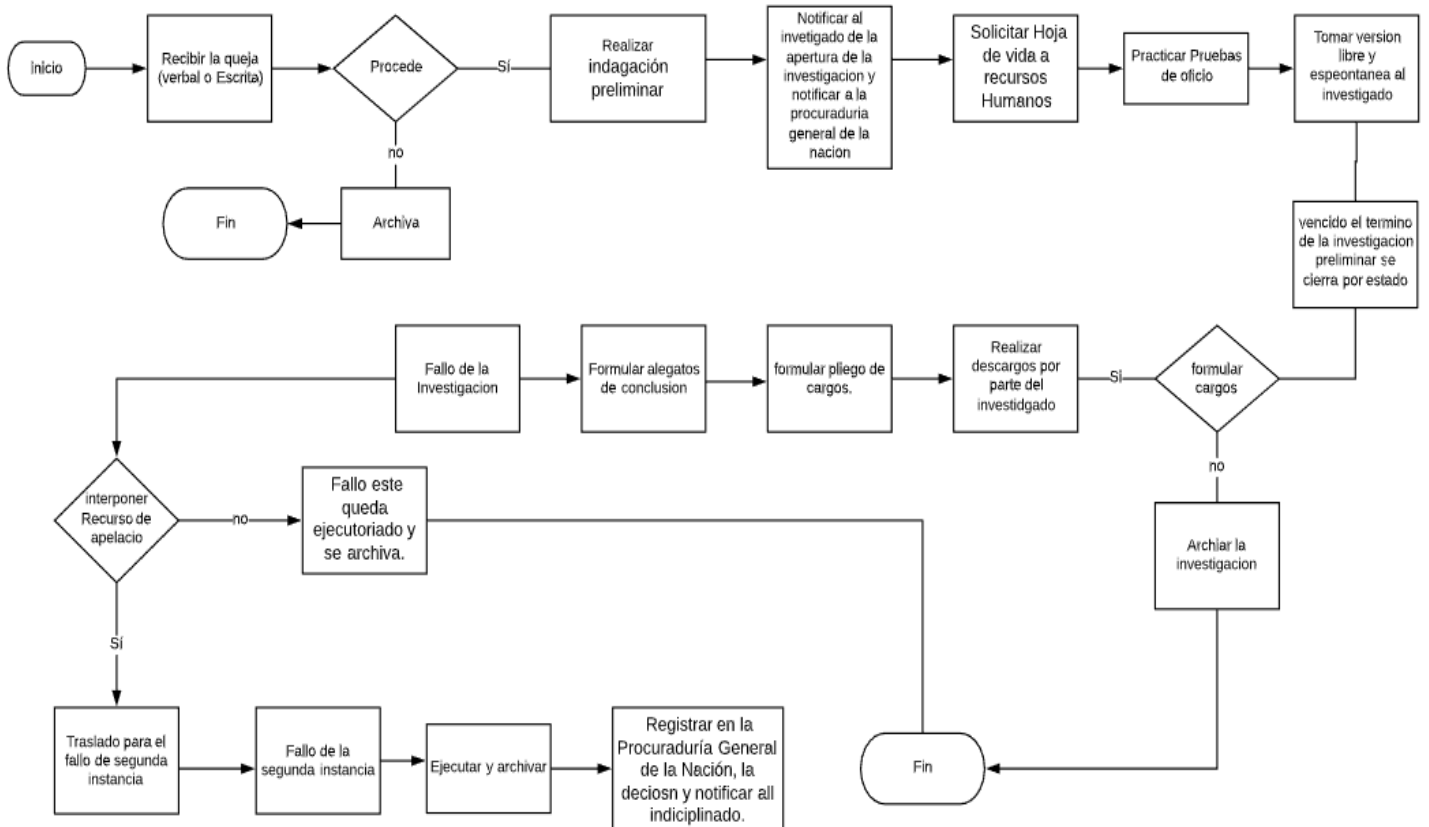 Inicio
Recibir la queja
(verbal o Escrita)
Procede
Sí
Realizar
indagación
preliminar
Notificar al
invetigado de la
apertura de la
investigacion y
notificar a la
procuraduria
general de la
nación
Solicitar Hoja
de vida a
recursos
Humanos
Practicar Pruebas
de oficio
Tomar version
libre y
espeontanea al
investigado
no
Archiva
Fin
vencido el termino
de la investigacion
preliminar se
cierra por estado
formular
cargos
Sí
Realizar
descargos por
parte del
investidgado
formular pliego de
cargos.
Formular alegatos
de conclusion
Fallo de la
Investigacion
no
Archiar la
investigacion
interponer
Recurso de
apelacio
no
Fallo este
queda
ejecutoriado y
se archiva.
Sí
Traslado para el
fallo de segunda
instancia
Fallo de la
segunda instancia
Ejecutar y archivar
Registrar en la
Procuraduría General
de la Nación, la
deciosn y notificar all
indiciplinado.
Fin